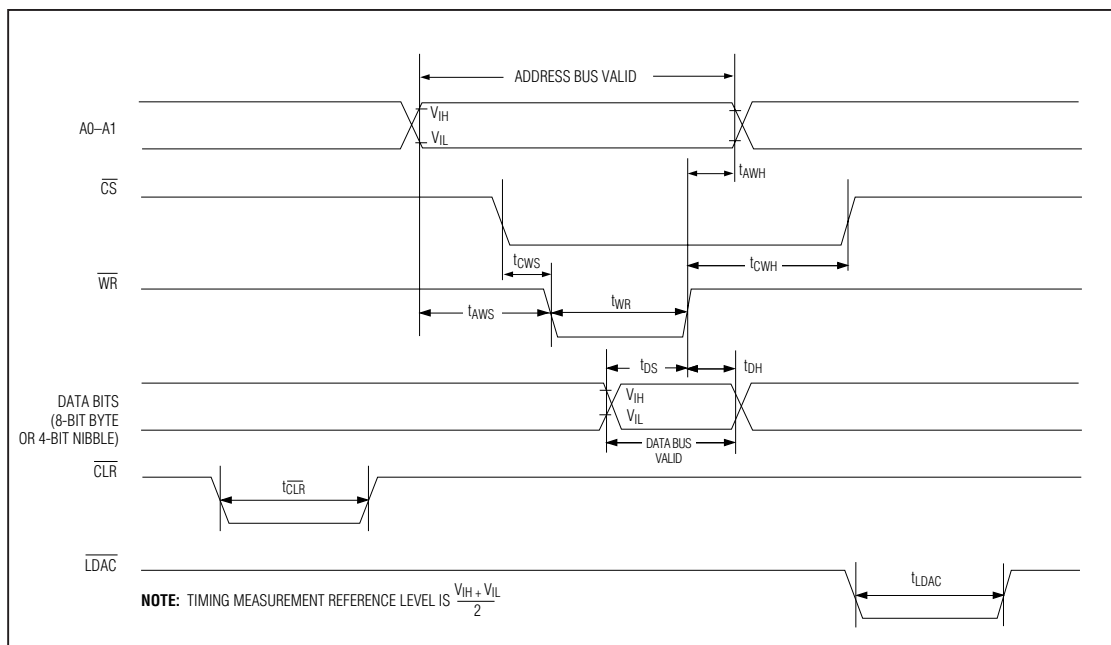 ADDRESS BUS VALID
A0–A1
VIH
VIL
tAWH
CS
tCWS
tCWH
WR
tAWS
tWR
tDS
tDH
DATA BITS
(8-BIT BYTE
OR 4-BIT NIBBLE)
VIH
VIL
DATA BUS
VALID
CLR
tCLR
LDAC
tLDAC
NOTE: TIMING MEASUREMENT REFERENCE LEVEL IS VIH + VIL
2